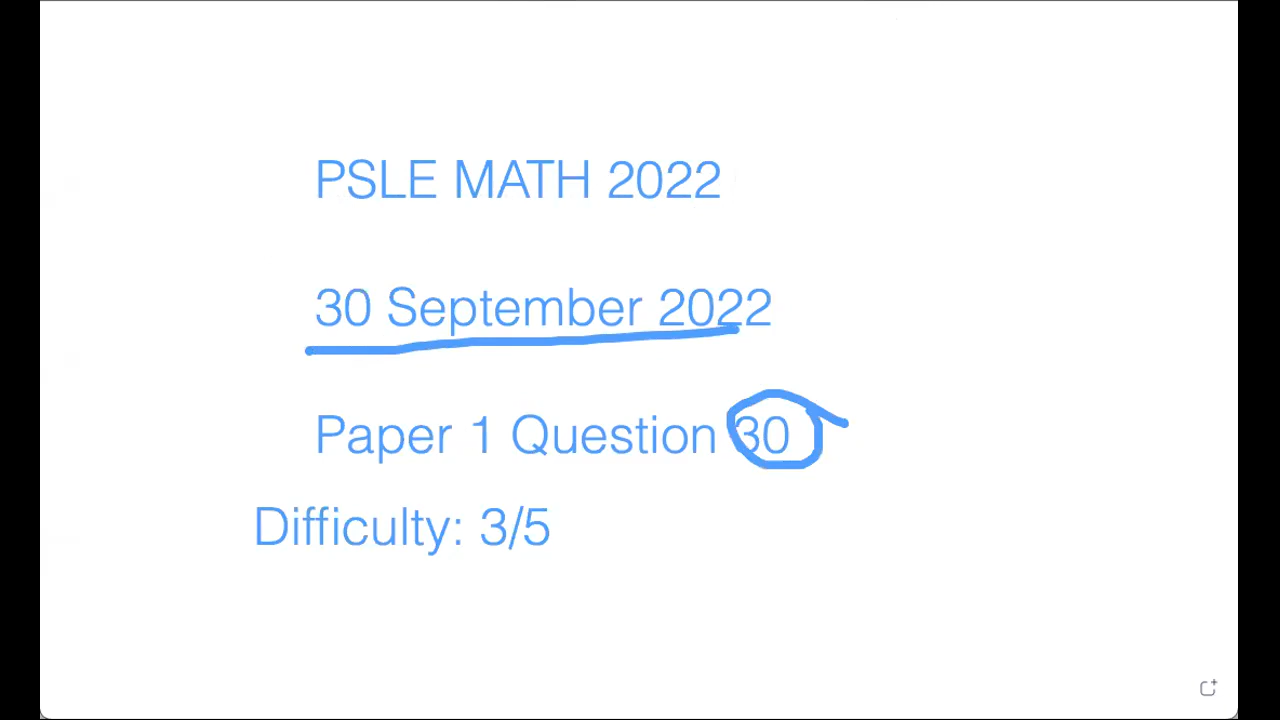 PSLE MATH 2022
30 September 2022
Paper 1 Question 30
Difficulty: 3/5